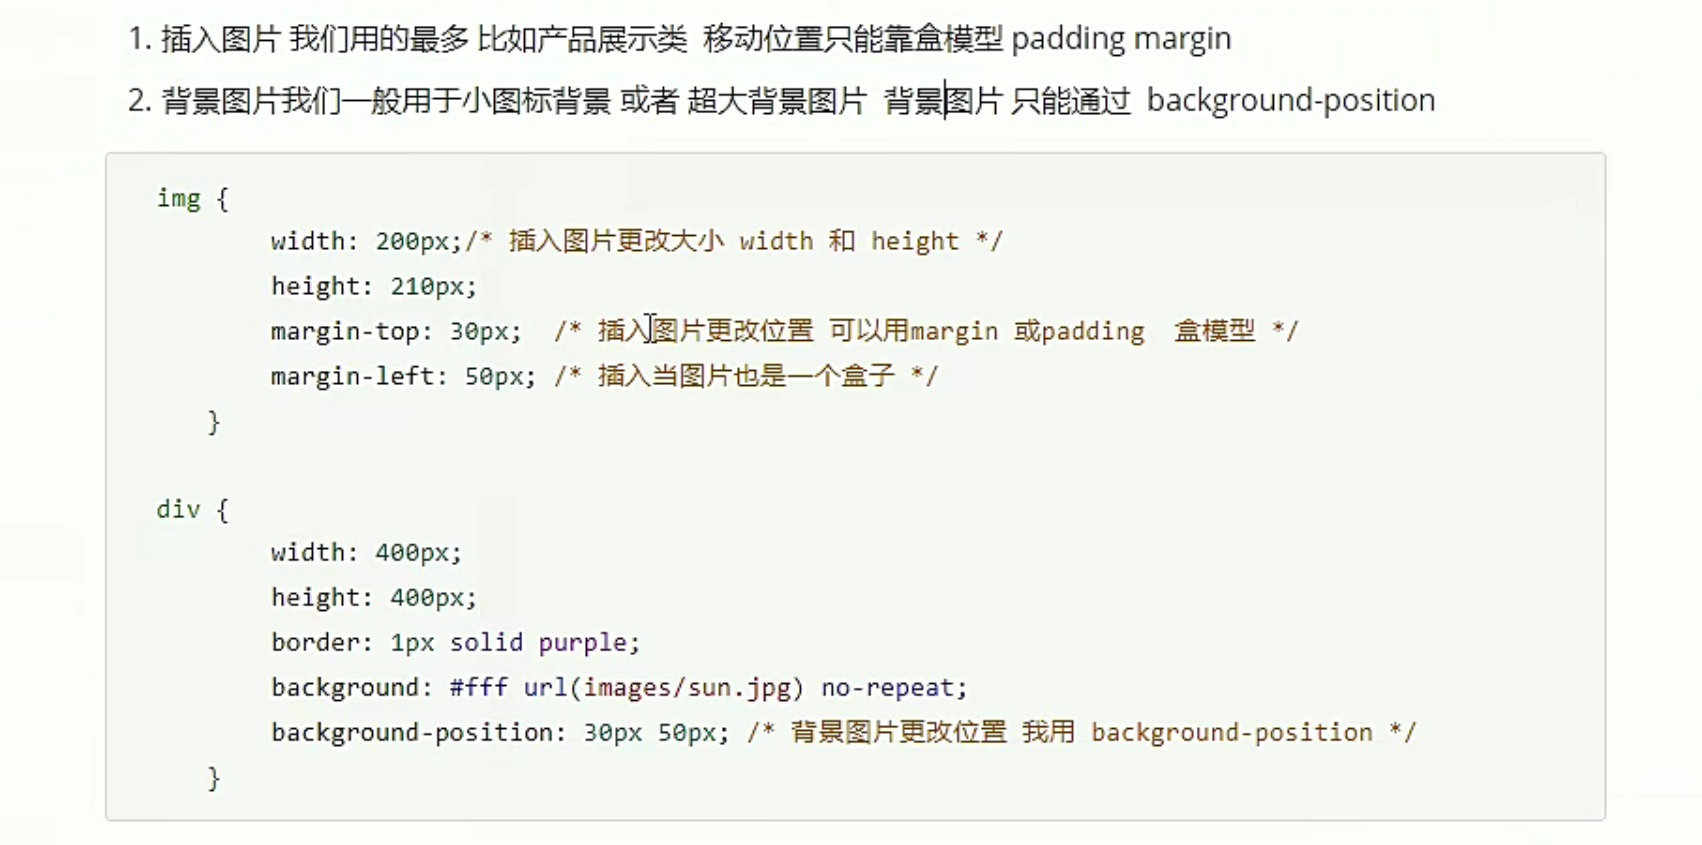 1. 插入图片 我们用的最多 比如产品展示类 移动位置只能靠盒模型 padding margin
2. 背景图片我们一般用于小图标背景 或者 超大背景图片 背景图片 只能通过 background-position
img {
width: 200px;/* 插入图片更改大小 width 和 height */
height: 210px;
margin-top: 30px; /* 插入图片更改位置 可以用margin 或padding 盒模型 */
margin-left: 50px; /* 插入当图片也是一个盒子 */
}
div {
width: 400px;
height: 400px;
border: 1px solid purple;
background: #fff url(images/sun.jpg) no-repeat;
background-position: 30px 50px; /* 背景图片更改位置 我用 background-position */
}